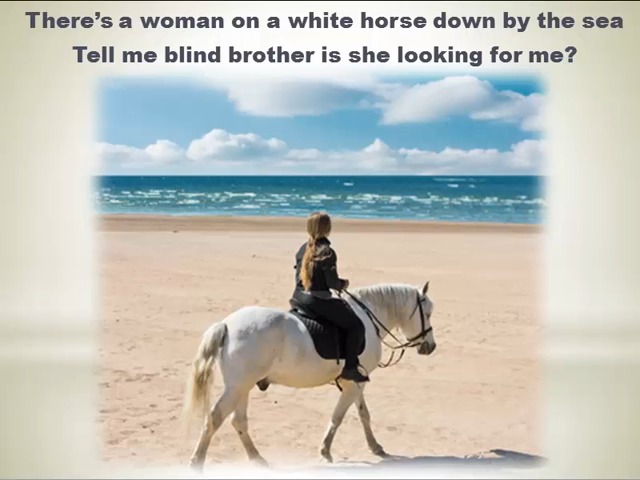 There’s a woman on a white horse down by the sea
Tell me blind brother is she looking for me?